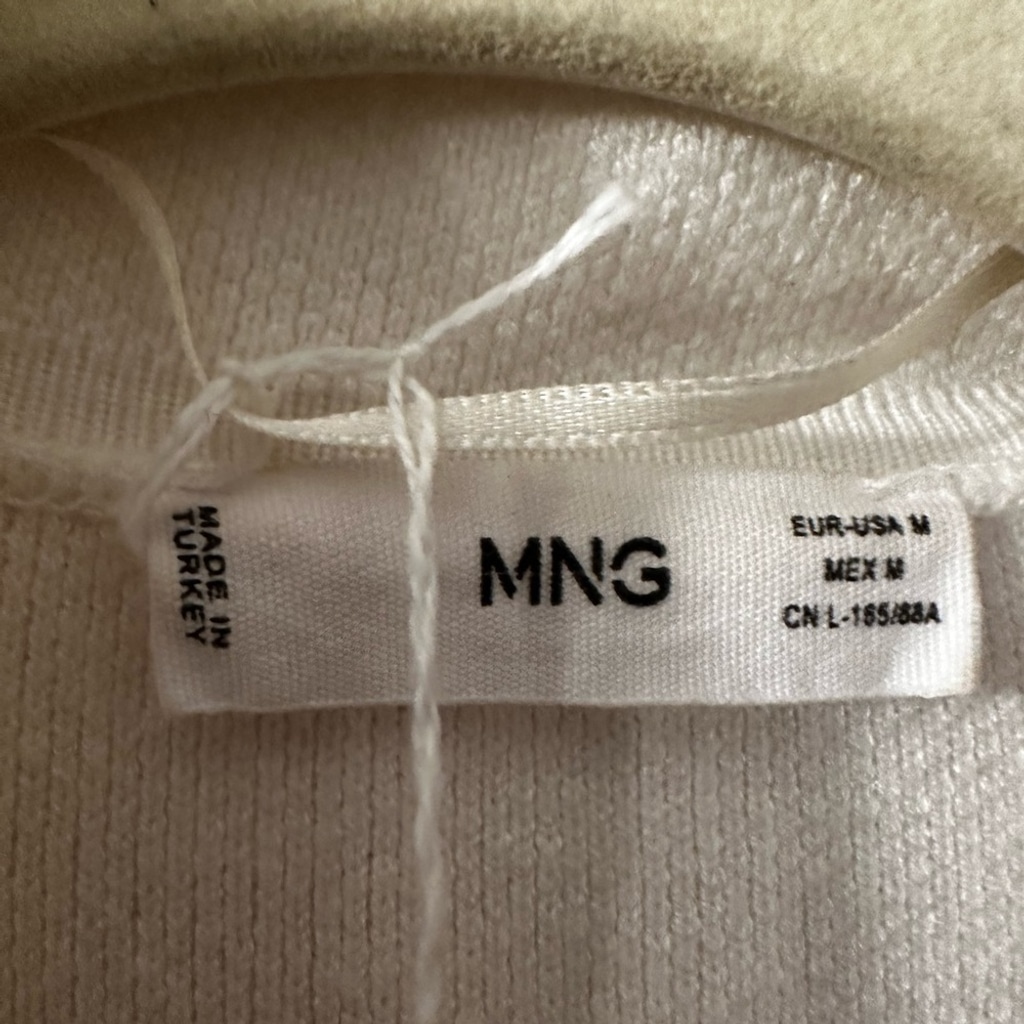 MADE IN
TURKEY
MNG
EUR-USA M
MEX M
CN L-165/88A